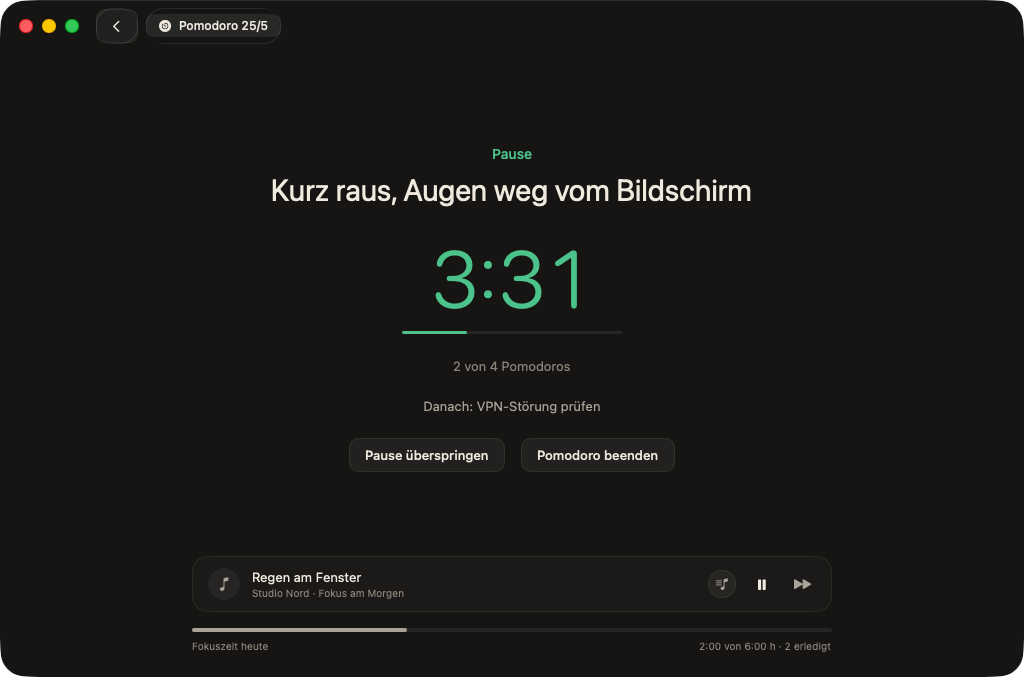 Pomodoro 25/5
Pause
Kurz raus, Augen weg vom Bildschirm
3:31
2 von 4 Pomodoros
Danach: VPN-Störung prüfen
Pause überspringen
Pomodoro beenden
Regen am Fenster
Studio Nord · Fokus am Morgen
Fokuszeit heute
2:00 von 6:00 h · 2 erledigt